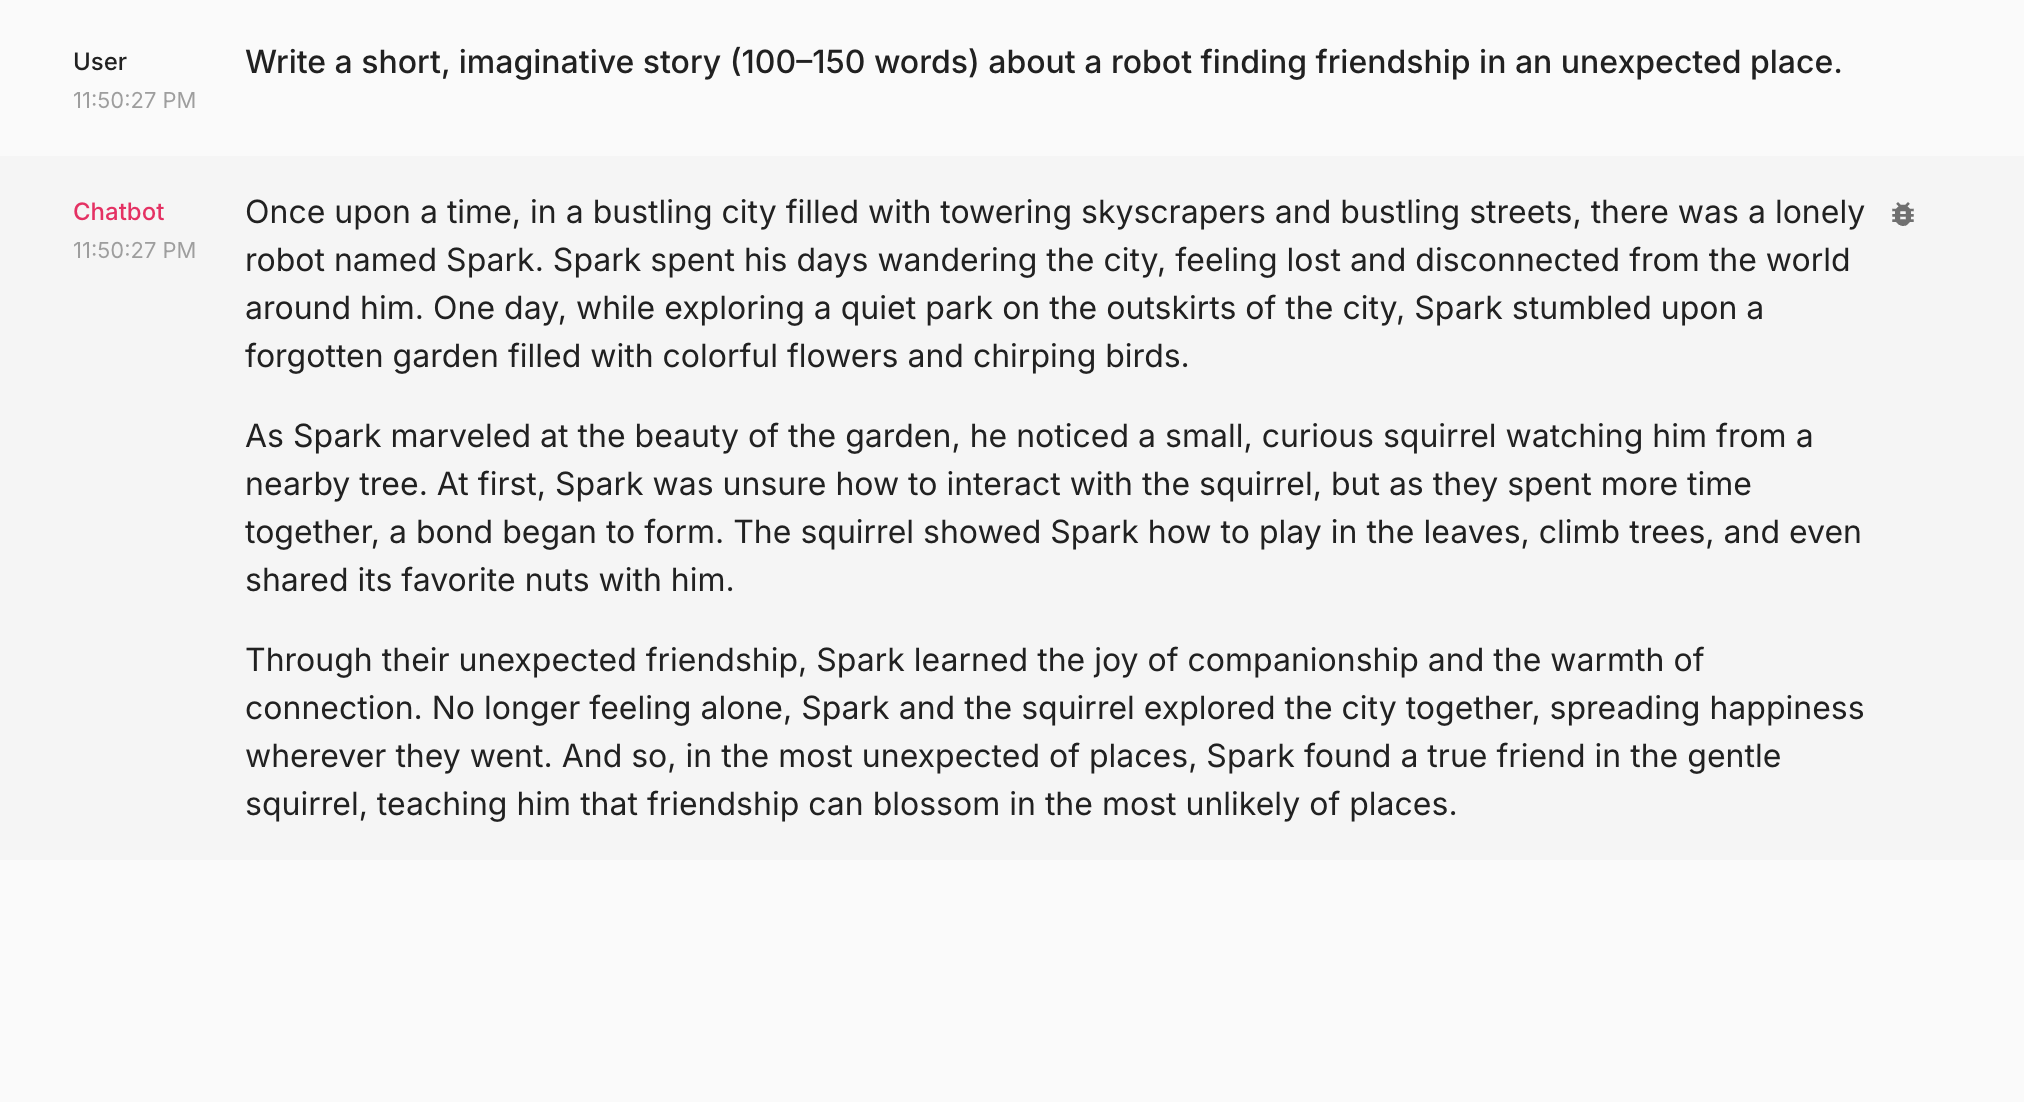 User
11:50:27 PM
Write a short, imaginative story (100–150 words) about a robot finding friendship in an unexpected place.
Chatbot
11:50:27 PM
Once upon a time, in a bustling city filled with towering skyscrapers and bustling streets, there was a lonely
robot named Spark. Spark spent his days wandering the city, feeling lost and disconnected from the world
around him. One day, while exploring a quiet park on the outskirts of the city, Spark stumbled upon a
forgotten garden filled with colorful flowers and chirping birds.
As Spark marveled at the beauty of the garden, he noticed a small, curious squirrel watching him from a
nearby tree. At first, Spark was unsure how to interact with the squirrel, but as they spent more time
together, a bond began to form. The squirrel showed Spark how to play in the leaves, climb trees, and even
shared its favorite nuts with him.
Through their unexpected friendship, Spark learned the joy of companionship and the warmth of
connection. No longer feeling alone, Spark and the squirrel explored the city together, spreading happiness
wherever they went. And so, in the most unexpected of places, Spark found a true friend in the gentle
squirrel, teaching him that friendship can blossom in the most unlikely of places.